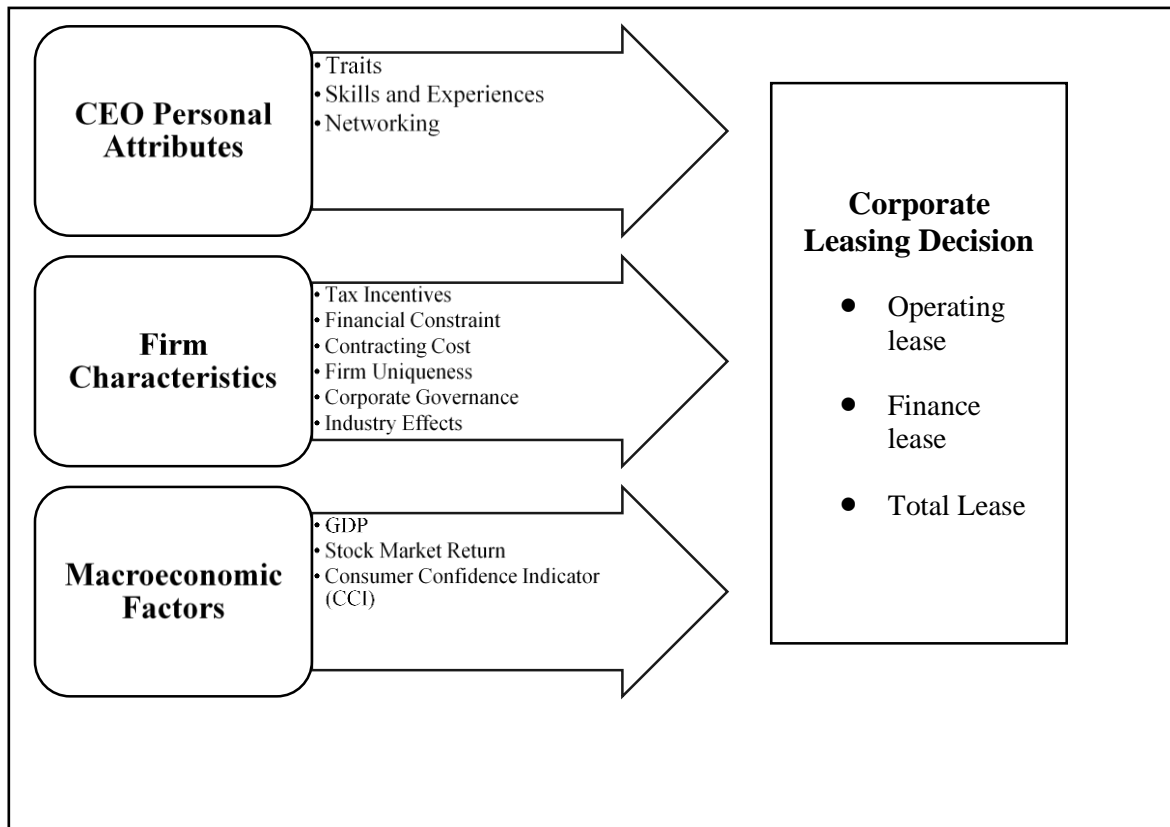 CEO Personal
Attributes
• Traits
• Skills and Experiences
• Networking
Firm
Characteristics
• Tax Incentives
• Financial Constraint
• Contracting Cost
• Firm Uniqueness
• Corporate Governance
• Industry Effects
Macroeconomic
Factors
• GDP
• Stock Market Return
• Consumer Confidence Indicator
(CCI)
Corporate
Leasing Decision
● Operating
lease
● Finance
lease
● Total Lease